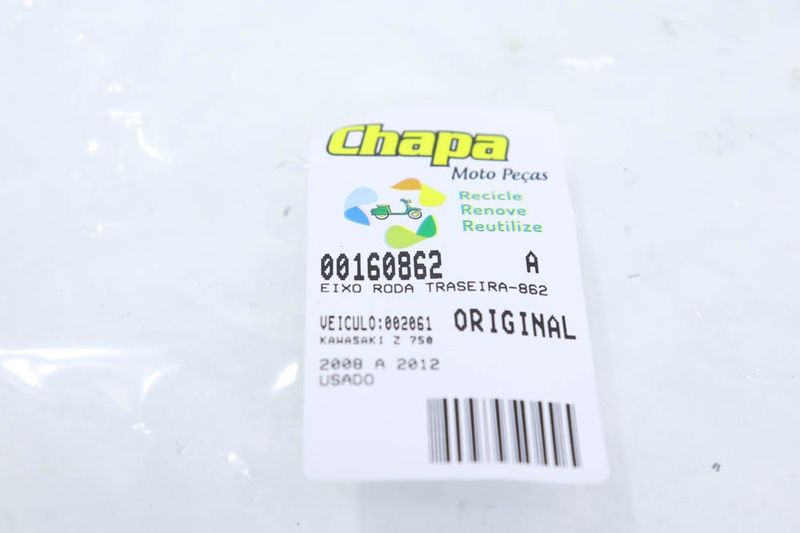 Chapa
Moto Peças
Recicle
Renove
Reutilize
00160862 A
EIXO RODA TRASEIRA-862
VEICULO:002061 ORIGINAL
KAWASAKI Z 750
2008 A 2012
USADO